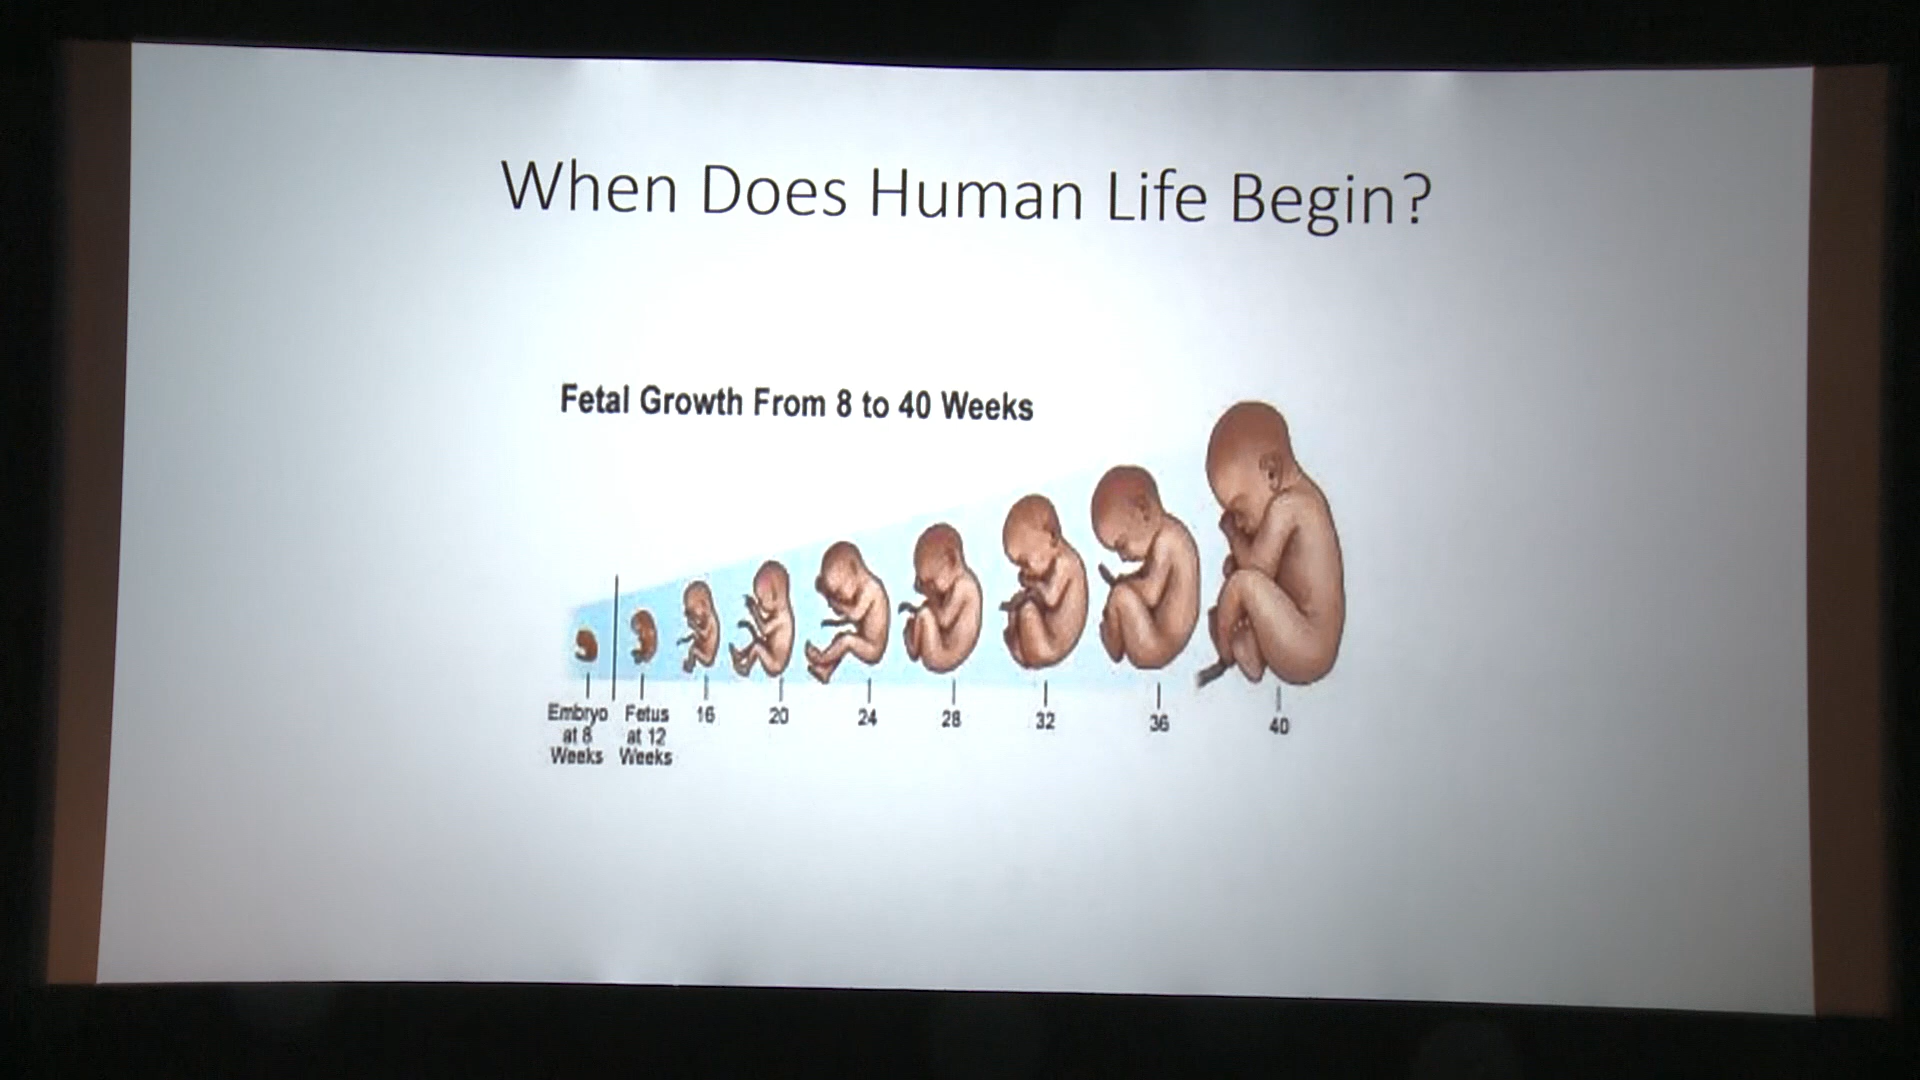 When Does Human Life Begin?
Fetal Growth From 8 to 40 Weeks
Embryo
at 8
Weeks
Fetus
at 12
Weeks
16
20
24
28
32
36
40